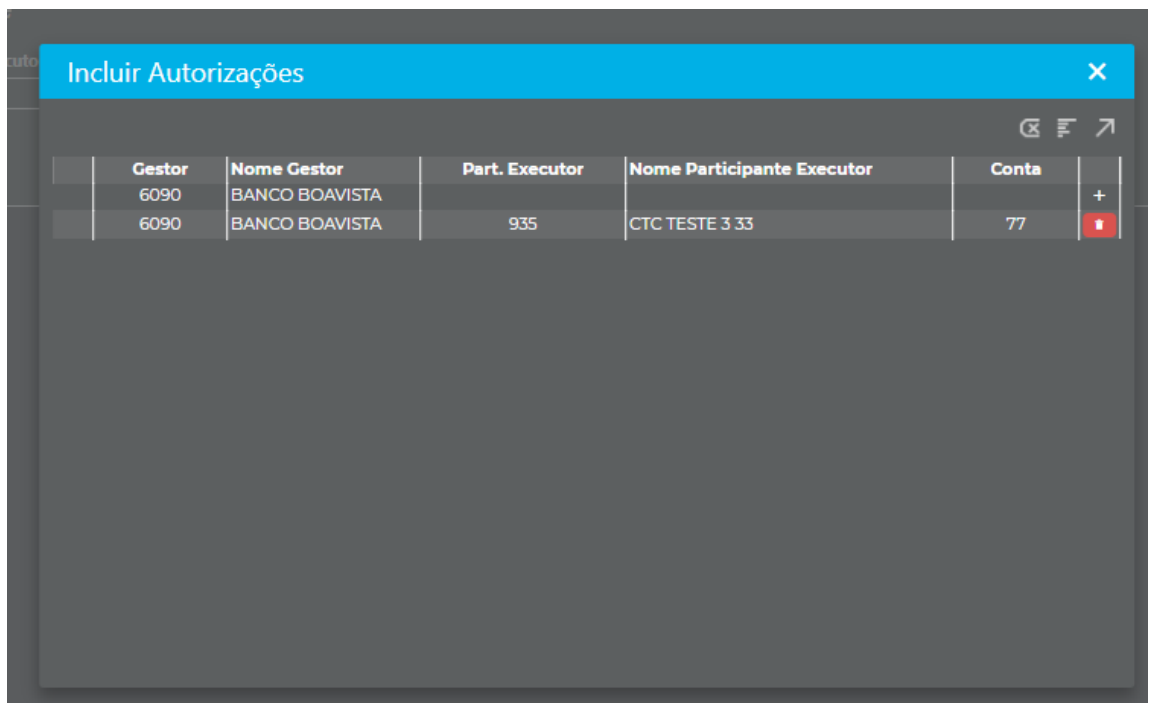 cuto
Incluir Autorizações
Gestor Nome Gestor Part. Executor Nome Participante Executor Conta
6090 BANCO BOAVISTA +
6090 BANCO BOAVISTA 935 CTC TESTE 3 33 77